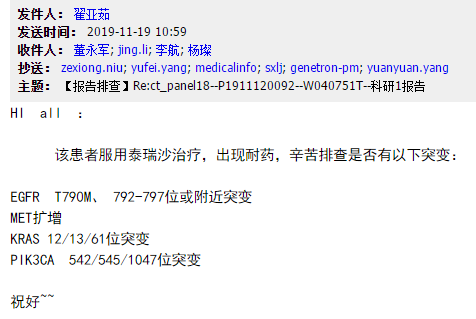 发件人： 翟亚茹
发送时间： 2019-11-19 10:59
收件人： 董永军; jing.li; 李航; 杨璨
抄送： zexiong.niu; yufei.yang; medicalinfo; sxlj; genetron-pm; yuanyuan.yang
主题： 【报告排查】Re:ct_panel18--P1911120092--W040751T--科研1报告
HI all ：
该患者服用泰瑞沙治疗，出现耐药，辛苦排查是否有以下突变：
EGFR T790M、 792-797位或附近突变
MET扩增
KRAS 12/13/61位突变
PIK3CA 542/545/1047位突变
祝好~~